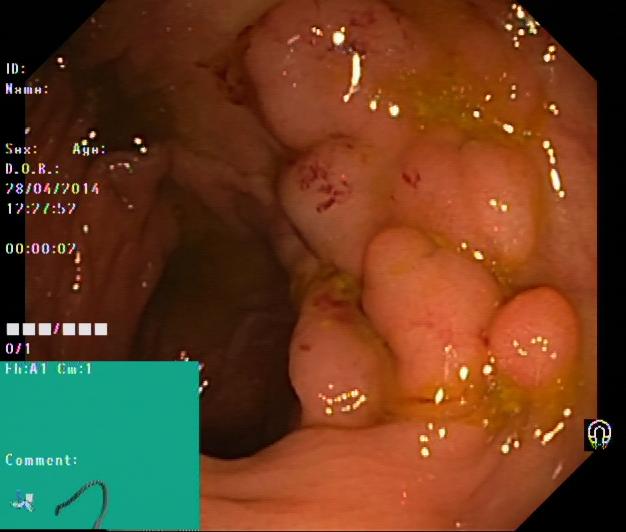 ID:
Name:
Sex: Age:
D.O.B.:
28/04/2014
12:27:52
00:00:02
■■■/■■■
0/1
Eh:A1 Cm:1
Comment: